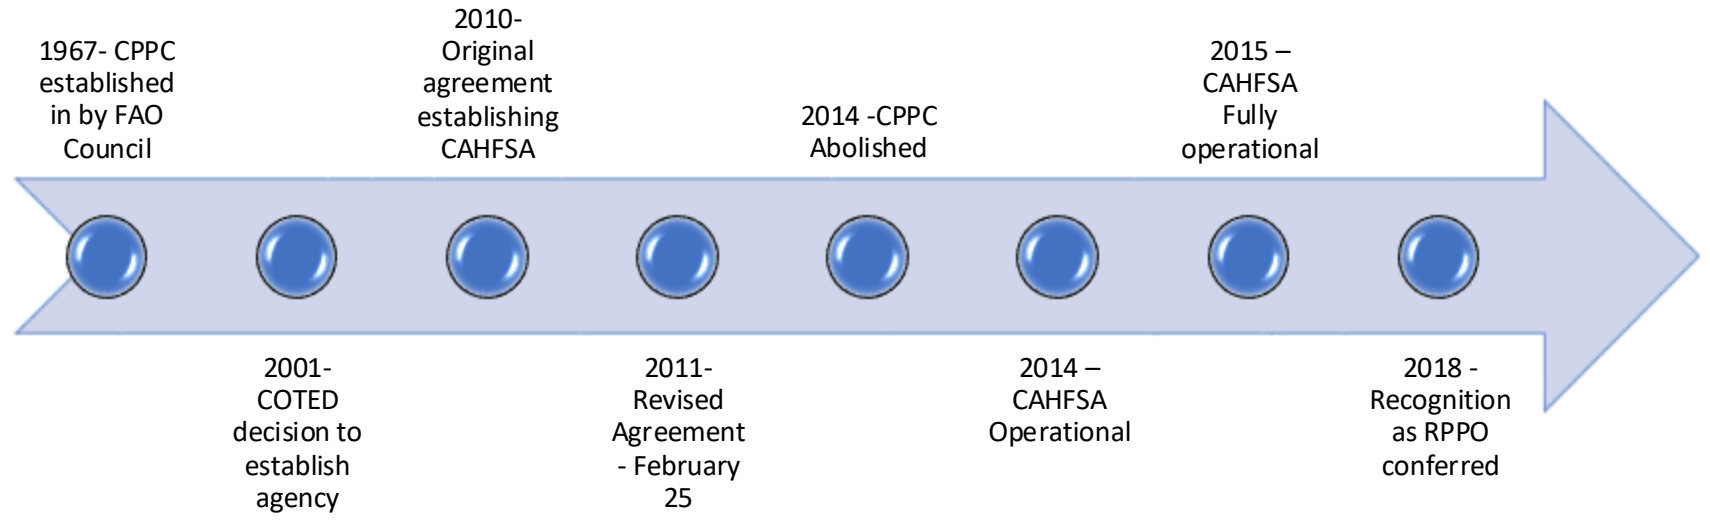 1967- CPPC
established
in by FAO
Council
2001-
COTED
decision to
establish
agency
2010-
Original
agreement
establishing
CAHFSA
2011-
Revised
Agreement
- February
25
2014 -CPPC
Abolished
2014 –
CAHFSA
Operational
2015 –
CAHFSA
Fully
operational
2018 -
Recognition
as RPPO
conferred